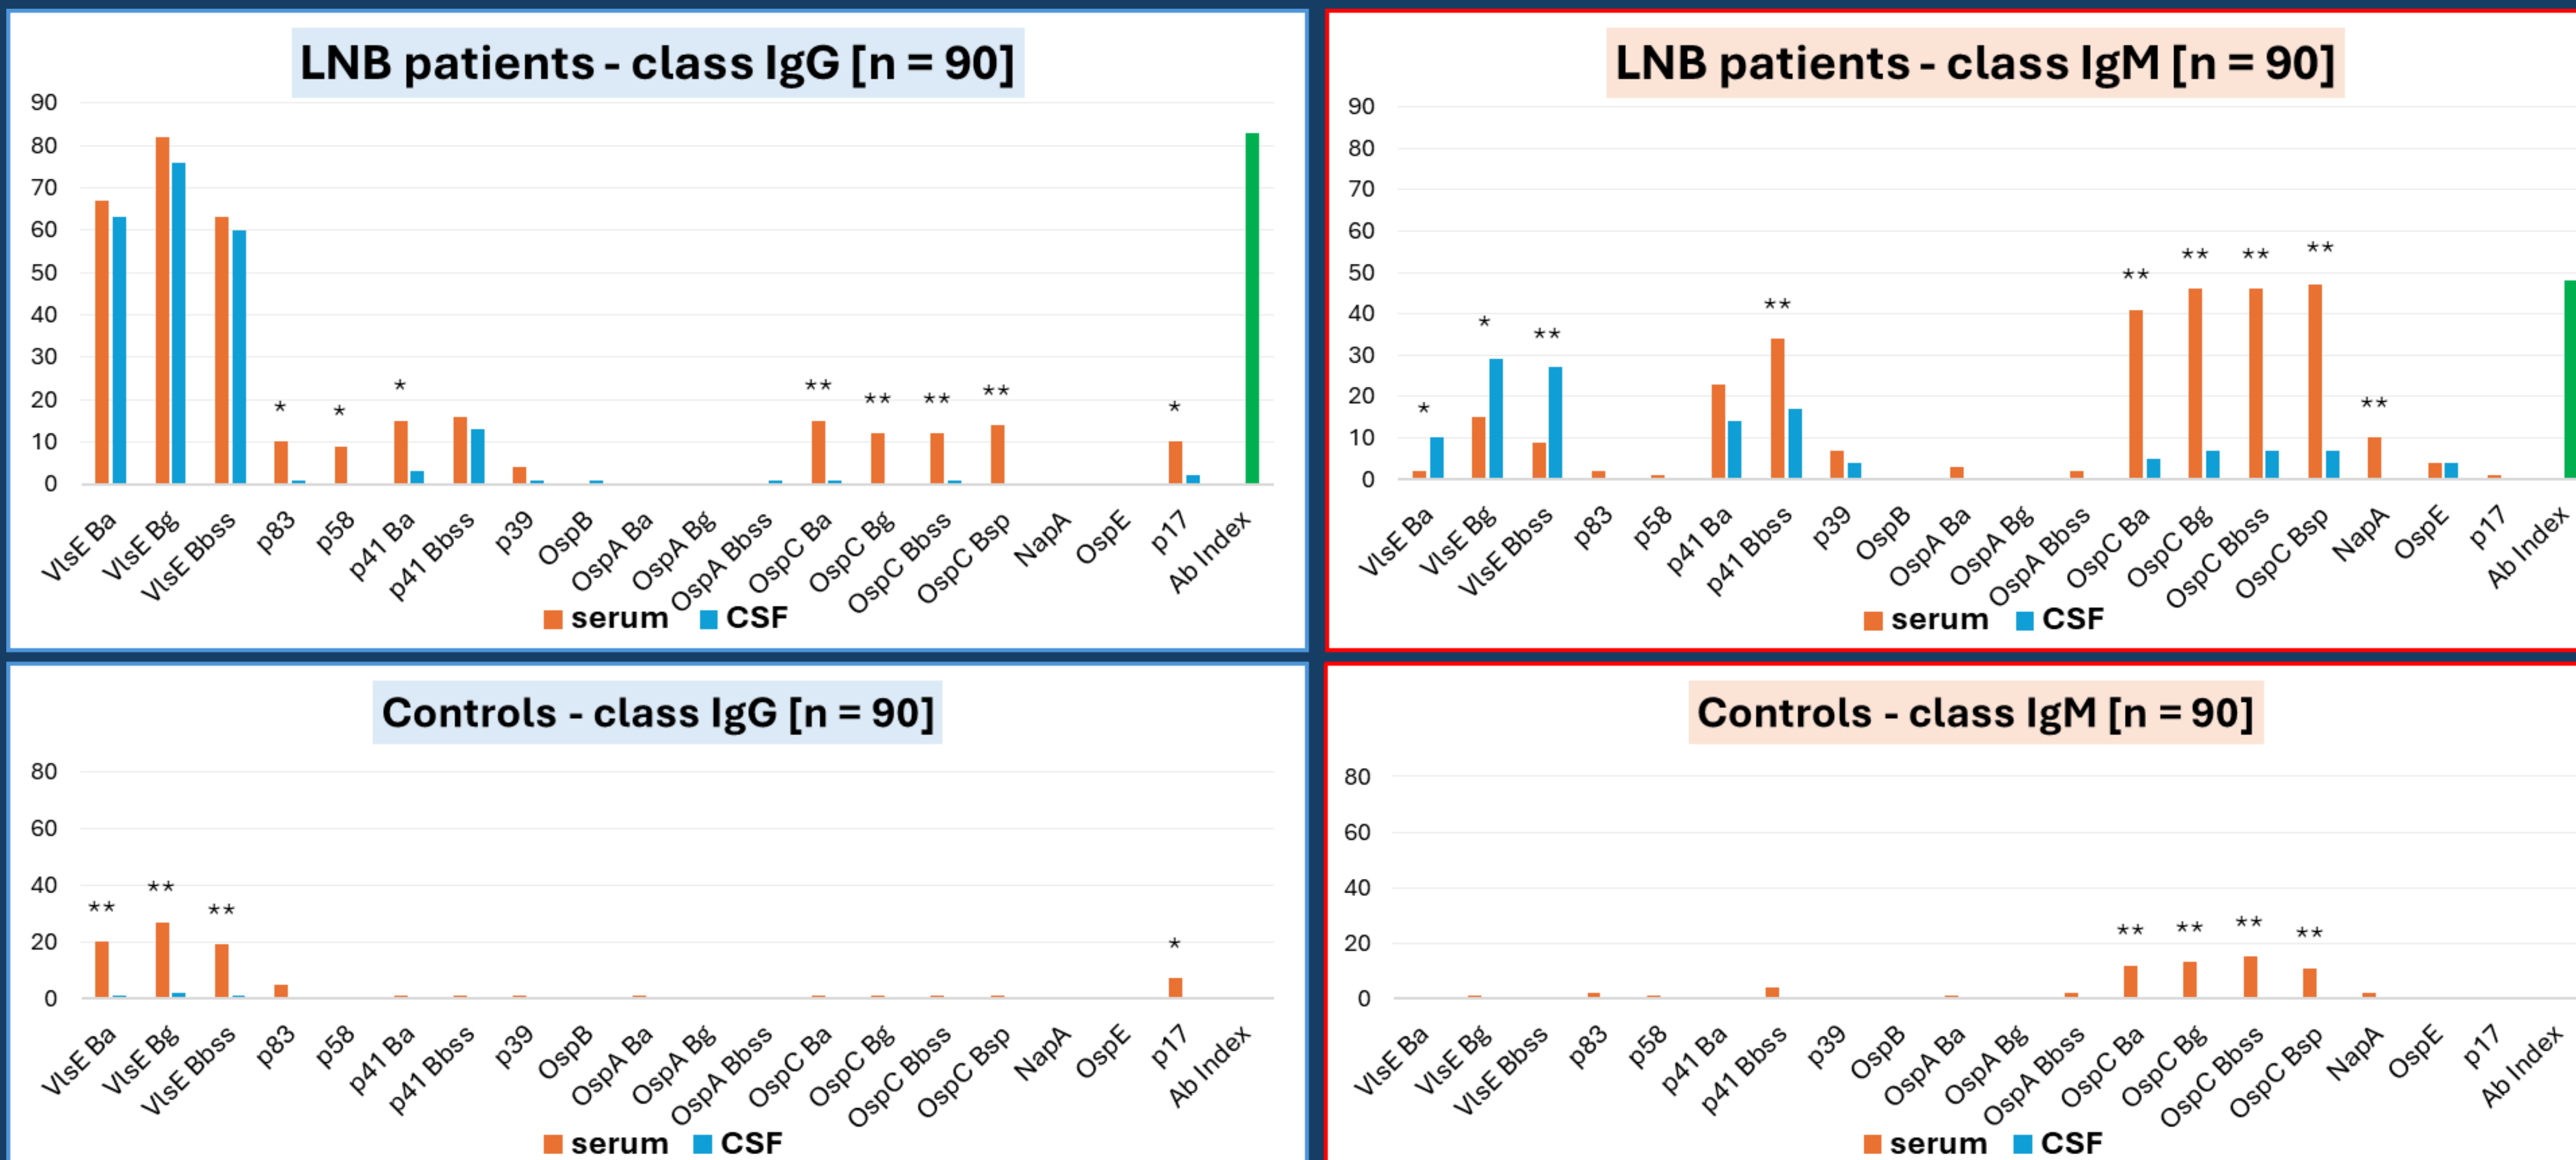 LNB patients - class IgG [n = 90]
90
80
70
60
50
40
30
20
10
0
* * * ** ** ** ** *
VlsE Ba
VlsE Bg
VlsE Bbss
p83
p58
p41 Ba
p41 Bbss
p39
OspB
OspA Ba
OspA Bg
OspA Bbss
OspC Ba
OspC Bg
OspC Bbss
OspC Bsp
NapA
OspE
p17
Ab Index
serum CSF
LNB patients - class IgM [n = 90]
90
80
70
60
50
40
30
20
10
0
* * ** ** ** ** ** ** **
VlsE Ba
VlsE Bg
VlsE Bbss
p83
p58
p41 Ba
p41 Bbss
p39
OspB
OspA Ba
OspA Bg
OspA Bbss
OspC Ba
OspC Bg
OspC Bbss
OspC Bsp
NapA
OspE
p17
Ab Index
serum CSF
Controls - class IgG [n = 90]
80
60
40
20
0
** ** ** *
VlsE Ba
VlsE Bg
VlsE Bbss
p83
p58
p41 Ba
p41 Bbss
p39
OspB
OspA Ba
OspA Bg
OspA Bbss
OspC Ba
OspC Bg
OspC Bbss
OspC Bsp
NapA
OspE
p17
Ab Index
serum CSF
Controls - class IgM [n = 90]
80
60
40
20
0
** ** ** **
VlsE Ba
VlsE Bg
VlsE Bbss
p83
p58
p41 Ba
p41 Bbss
p39
OspB
OspA Ba
OspA Bg
OspA Bbss
OspC Ba
OspC Bg
OspC Bbss
OspC Bsp
NapA
OspE
p17
Ab Index
serum CSF